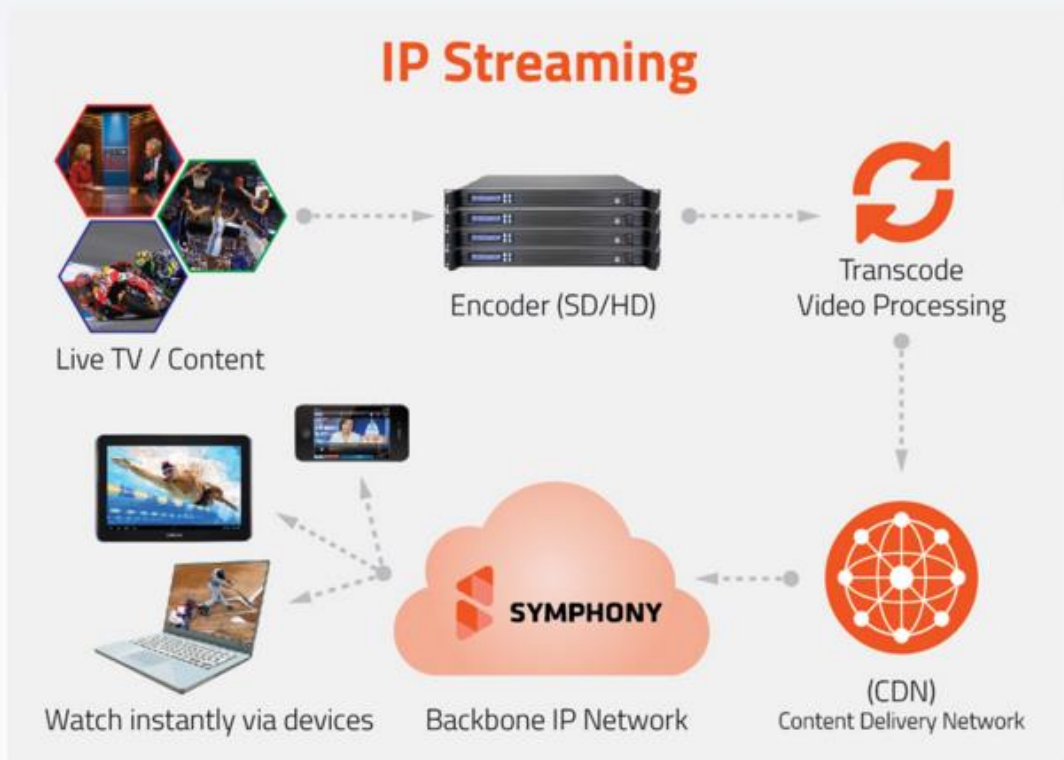 IP Streaming
Live TV / Content
Encoder (SD/HD)
Transcode
Video Processing
(CDN)
Content Delivery Network
SYMPHONY
Backbone IP Network
Watch instantly via devices